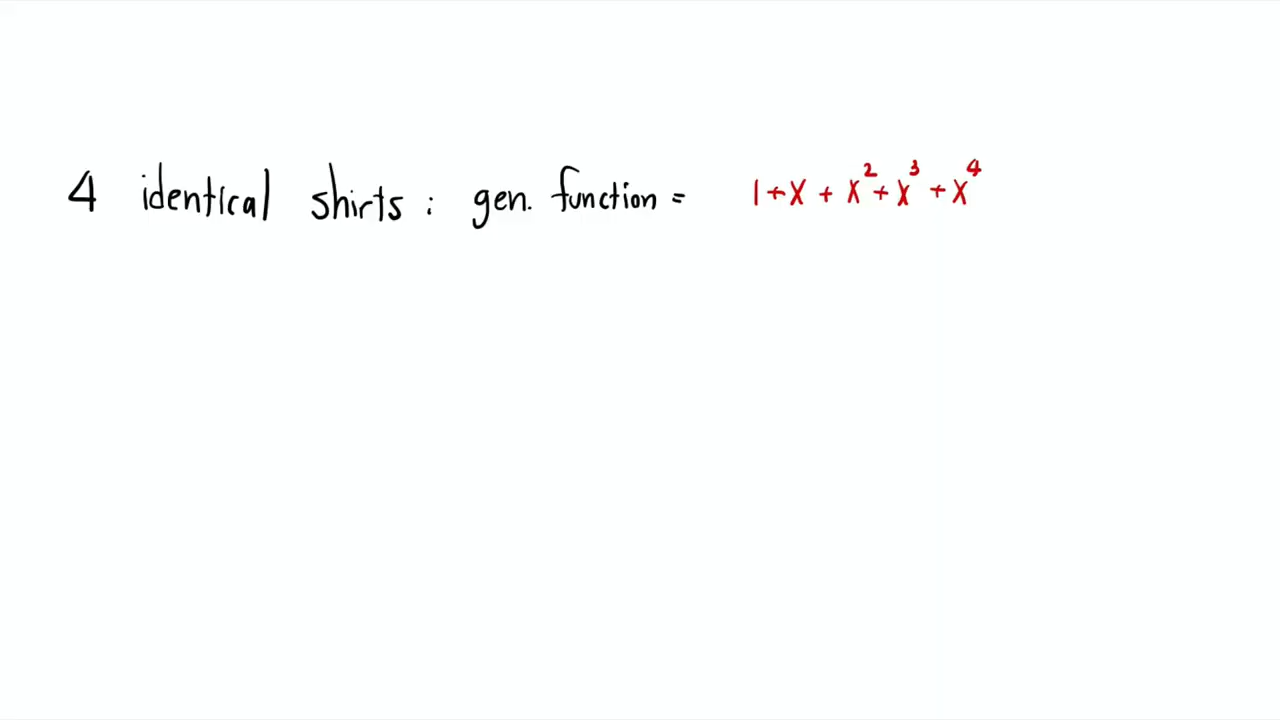 4 identical shirts : gen. function = 1 + x + x² + x³ + x⁴